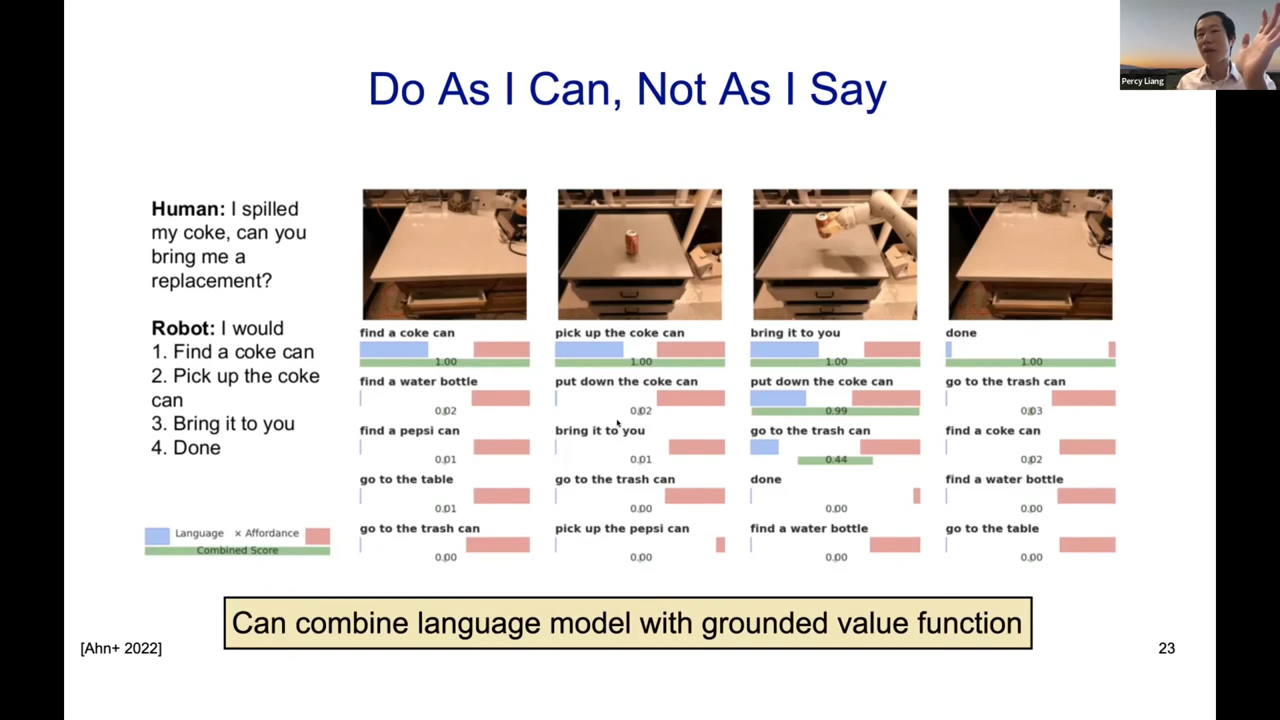 Percy Liang
Do As I Can, Not As I Say
Human: I spilled
my coke, can you
bring me a
replacement?
Robot: I would
1. Find a coke can
2. Pick up the coke
can
3. Bring it to you
4. Done
find a coke can
1.00
find a water bottle
0.02
find a pepsi can
0.01
go to the table
0.01
go to the trash can
0.00
pick up the coke can
1.00
put down the coke can
0.02
bring it to you
0.01
go to the trash can
0.00
pick up the pepsi can
0.00
bring it to you
1.00
put down the coke can
0.99
go to the trash can
0.44
done
0.00
find a water bottle
0.00
done
1.00
go to the trash can
0.03
find a coke can
0.02
find a water bottle
0.00
go to the table
0.00
Language × Affordance
Combined Score
Can combine language model with grounded value function
[Ahn+ 2022]
23